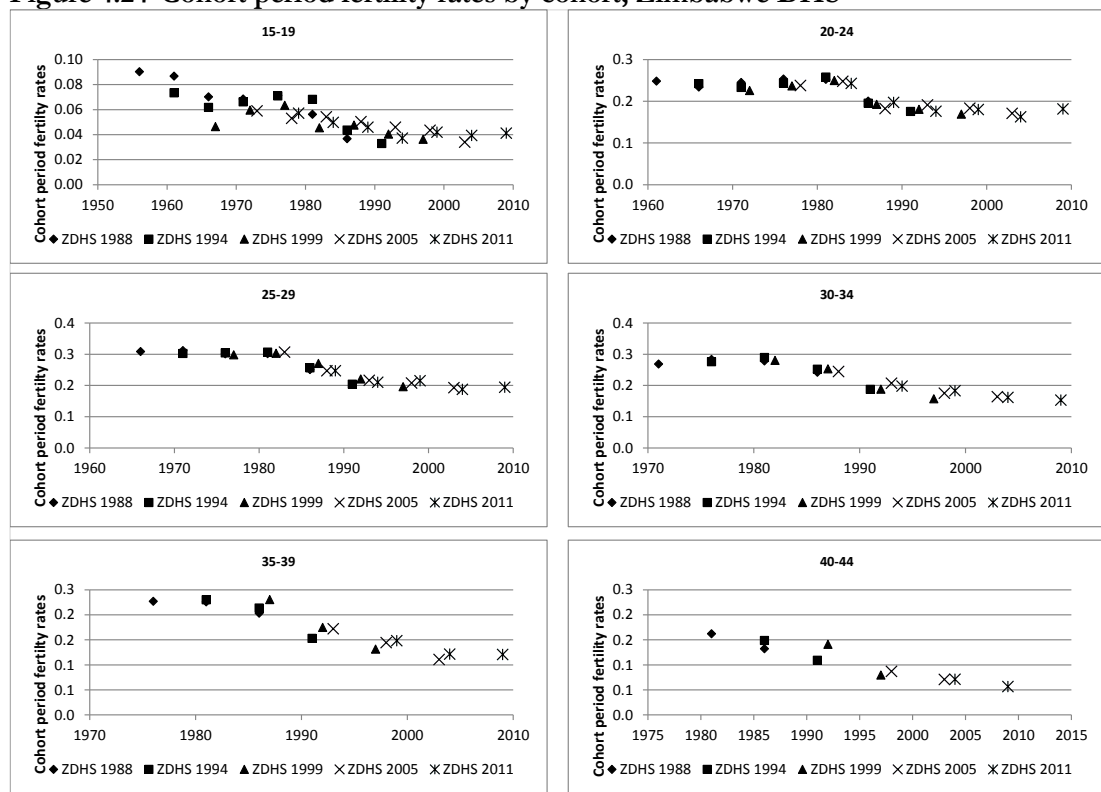 Figure 4.24 Cohort period fertility rates by cohort, Zimbabwe DHS
15-19
Cohort period fertility rates
0.10
0.08
0.06
0.04
0.02
0.00
1950 1960 1970 1980 1990 2000 2010
ZDHS 1988 ZDHS 1994 ZDHS 1999 ZDHS 2005 ZDHS 2011
20-24
Cohort period fertility rates
0.3
0.2
0.1
0.0
1960 1970 1980 1990 2000 2010
ZDHS 1988 ZDHS 1994 ZDHS 1999 ZDHS 2005 ZDHS 2011
25-29
Cohort period fertilty rates
0.4
0.3
0.2
0.1
0.0
1960 1970 1980 1990 2000 2010
ZDHS 1988 ZDHS 1994 ZDHS 1999 ZDHS 2005 ZDHS 2011
30-34
Cohort period fertility rates
0.4
0.3
0.2
0.1
0.0
1970 1980 1990 2000 2010
ZDHS 1988 ZDHS 1994 ZDHS 1999 ZDHS 2005 ZDHS 2011
35-39
Cohort period fertility rates
0.3
0.2
0.2
0.1
0.1
0.0
1970 1980 1990 2000 2010
ZDHS 1988 ZDHS 1994 ZDHS 1999 ZDHS 2005 ZDHS 2011
40-44
Cohort period fertility rates
0.3
0.2
0.2
0.1
0.1
0.0
1975 1980 1985 1990 1995 2000 2005 2010 2015
ZDHS 1988 ZDHS 1994 ZDHS 1999 ZDHS 2005 ZDHS 2011